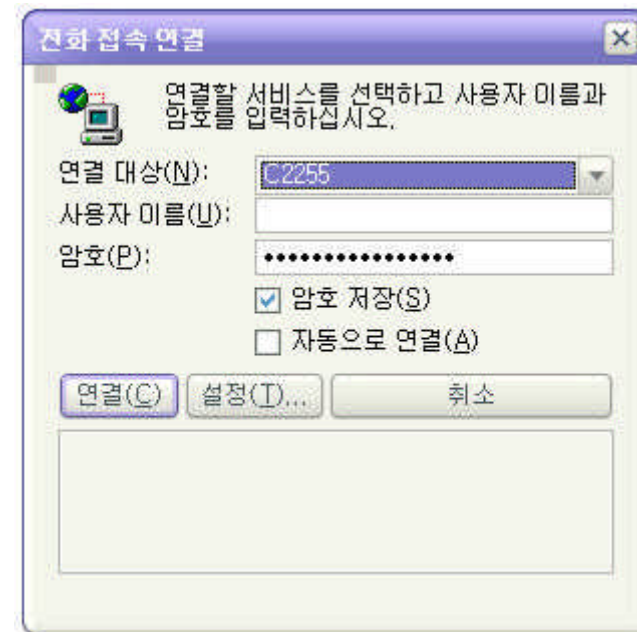 전화 접속 연결
연결할 서비스를 선택하고 사용자 이름과
암호를 입력하십시오.
연결 대상(N): C2255
사용자 이름(U):
암호(P): ••••••••••••••••
암호 저장(S)
자동으로 연결(A)
연결(C) 설정(T)... 취소